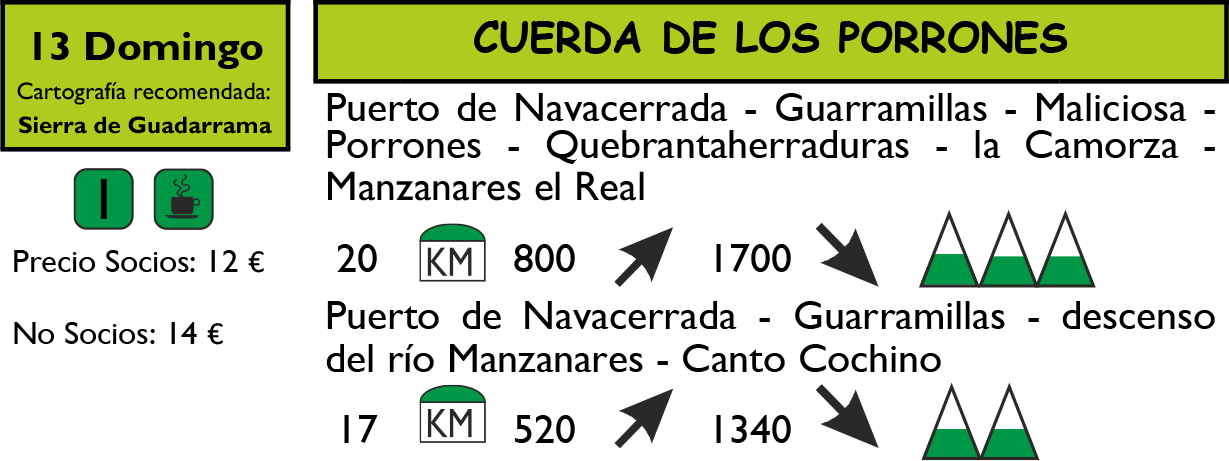 13 Domingo
Cartografía recomendada:
Sierra de Guadarrama
I
Precio Socios: 12 €
No Socios: 14 €
CUERDA DE LOS PORRONES
Puerto de Navacerrada - Guarramillas - Maliciosa -
Porrones - Quebrantaherraduras - la Camorza -
Manzanares el Real
20 KM 800 1700
Puerto de Navacerrada - Guarramillas - descenso
del río Manzanares - Canto Cochino
17 KM 520 1340